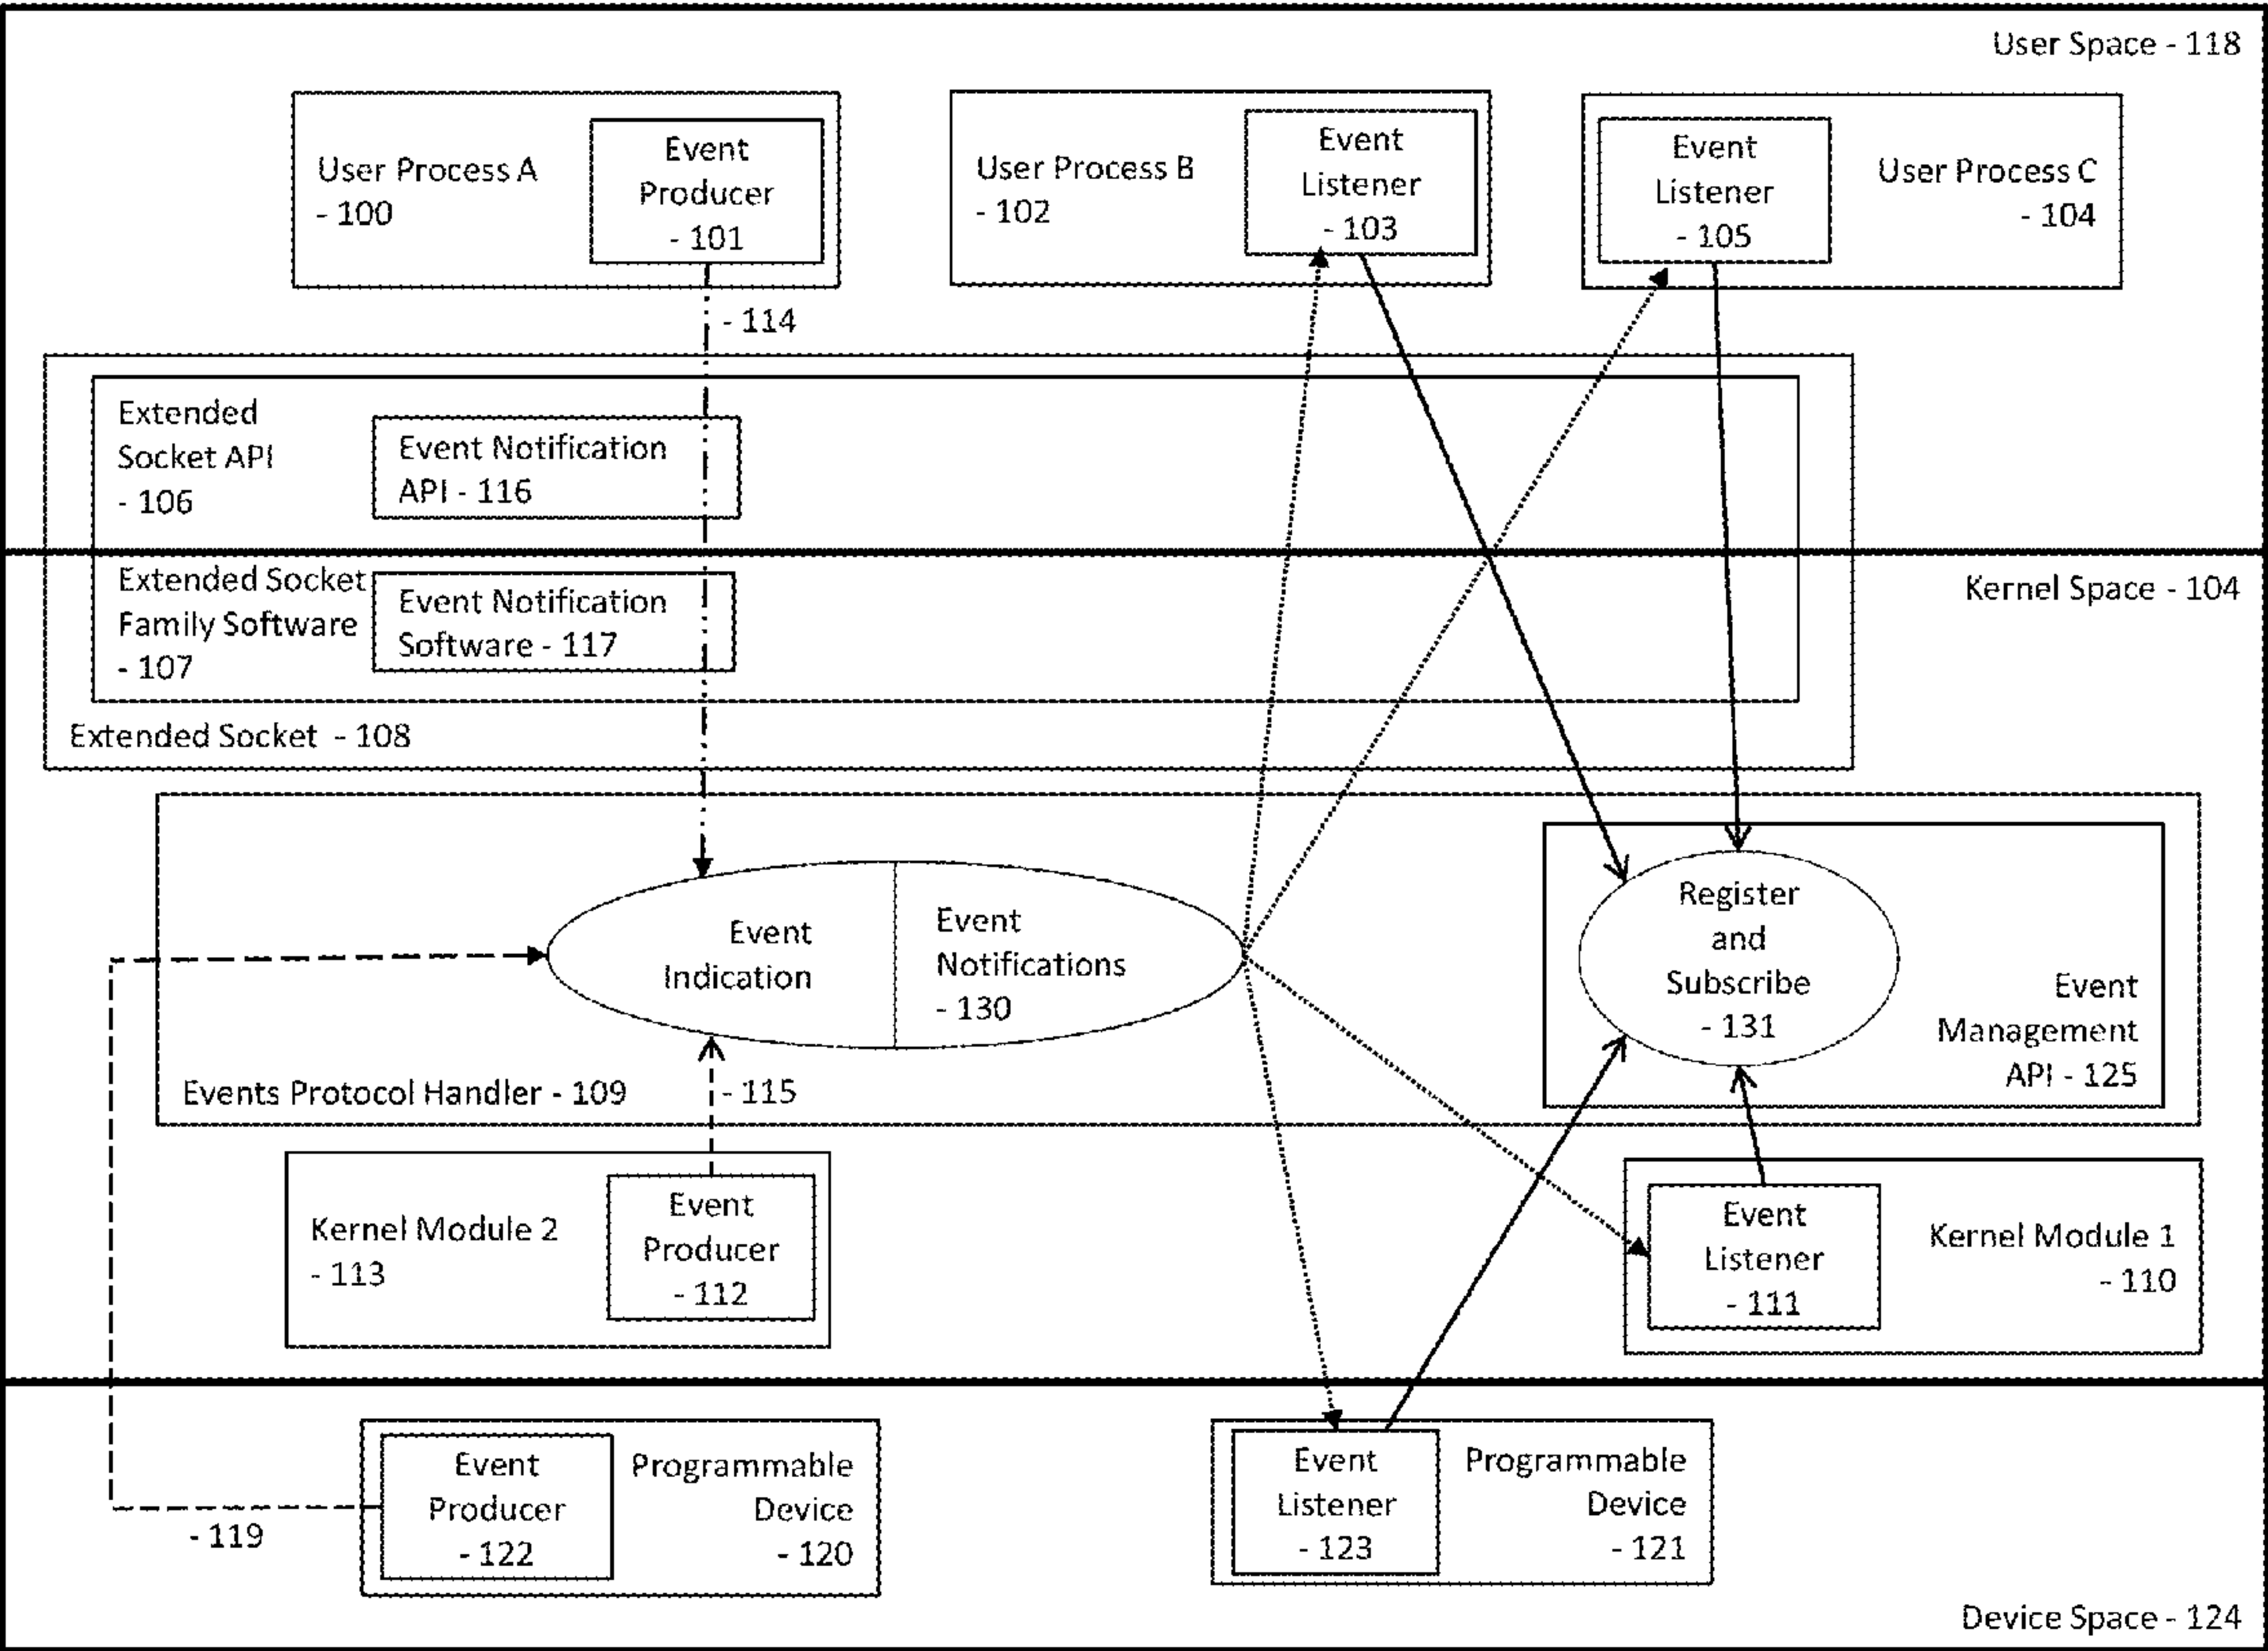 User Space - 118
User Process A
- 100
Event
Producer
- 101
User Process B
- 102
Event
Listener
- 103
Event
Listener
- 105
User Process C
- 104
- 114
Extended
Socket API
- 106
Event Notification
API - 116
Extended Socket
Family Software
- 107
Event Notification
Software - 117
Kernel Space - 104
Extended Socket - 108
Event
Indication
Event
Notifications
- 130
Register
and
Subscribe
- 131
Event
Management
API - 125
Events Protocol Handler - 109
- 115
Kernel Module 2
- 113
Event
Producer
- 112
Event
Listener
- 111
Kernel Module 1
- 110
- 119
Event
Producer
- 122
Programmable
Device
- 120
Event
Listener
- 123
Programmable
Device
- 121
Device Space - 124